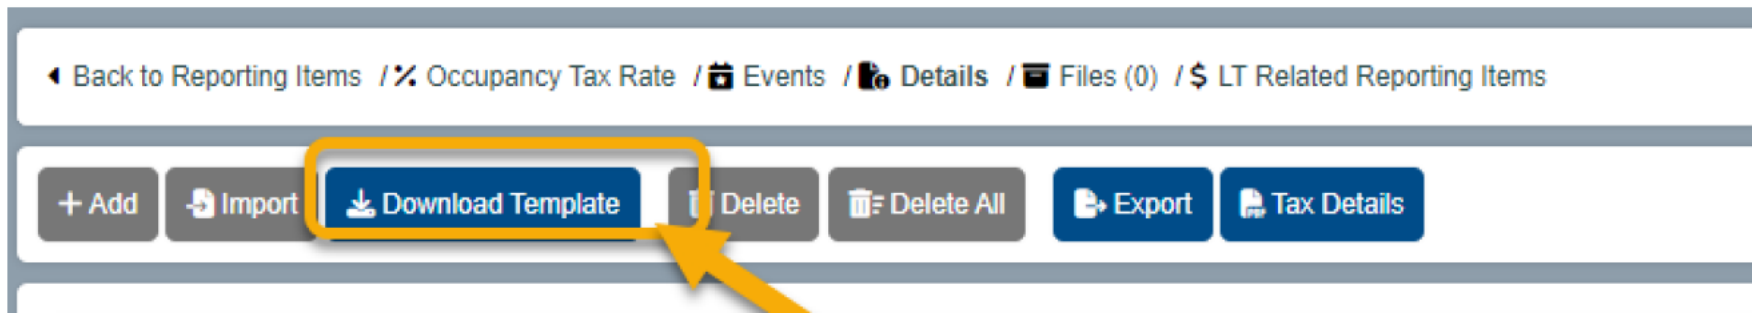 Back to Reporting Items / Occupancy Tax Rate / Events / Details / Files (0) / $ LT Related Reporting Items
+ Add Import Download Template Delete Delete All Export Tax Details